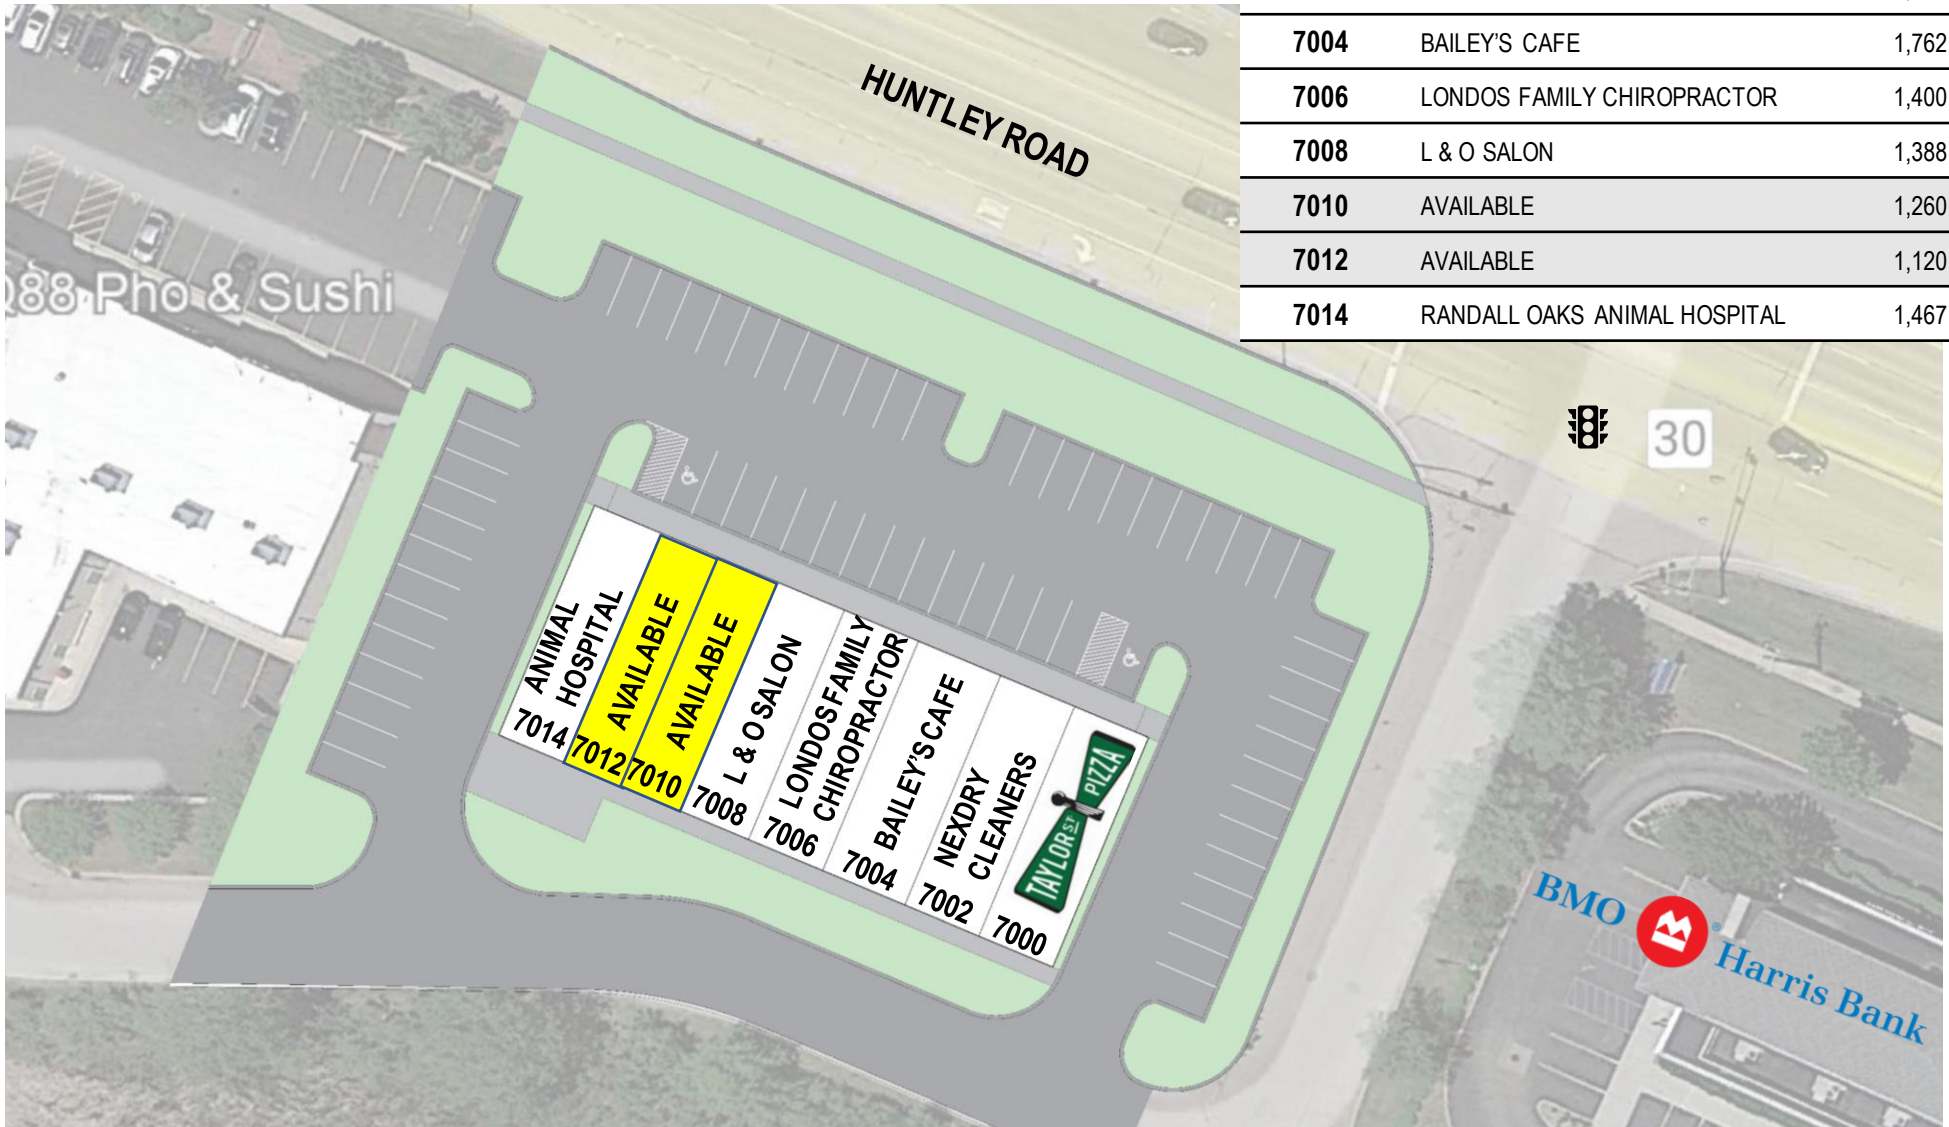 7004 BAILEY'S CAFE 1,762
7006 LONDOS FAMILY CHIROPRACTOR 1,400
7008 L & O SALON 1,388
7010 AVAILABLE 1,260
7012 AVAILABLE 1,120
7014 RANDALL OAKS ANIMAL HOSPITAL 1,467
HUNTLEY ROAD
88 Pho & Sushi
30
ANIMAL
HOSPITAL
7014
AVAILABLE
7012
AVAILABLE
7010
L & O SALON
7008
LONDOS FAMILY
CHIROPRACTOR
7006
BAILEY'S CAFE
7004
NEXDRY
CLEANERS
7002
TAYLOR ST PIZZA
7000
BMO ® Harris Bank